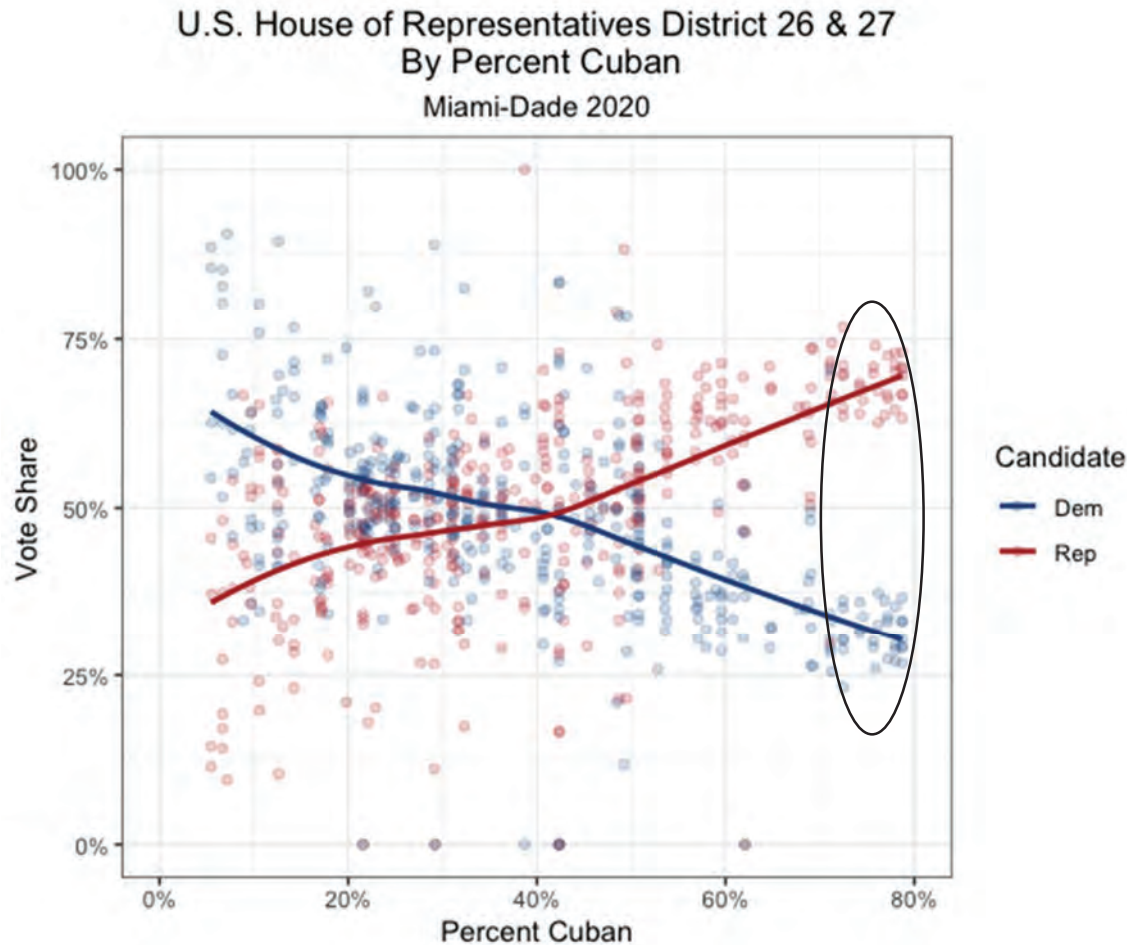 U.S. House of Representatives District 26 & 27
By Percent Cuban
Miami-Dade 2020
100%
75%
50%
25%
0%
Vote Share
0%
20%
40%
60%
80%
Percent Cuban
Candidate
Dem
Rep